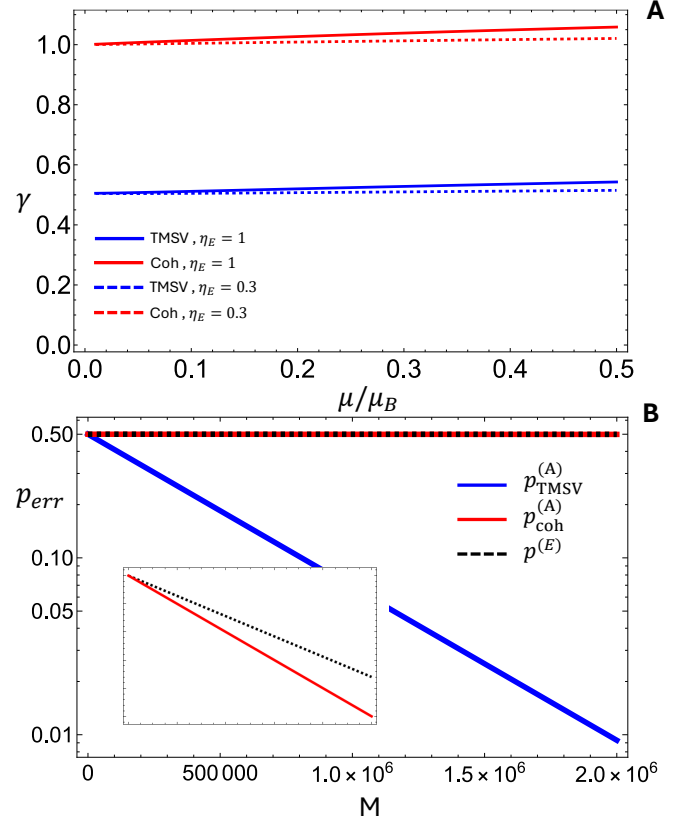 A
1.0
0.8
0.6
γ
0.4
0.2
0.0
TMSV , η_E = 1
Coh , η_E = 1
TMSV , η_E = 0.3
Coh , η_E = 0.3
0.0 0.1 0.2 0.3 0.4 0.5
μ/μ_B
B
0.50
p_err
0.10
0.05
0.01
p_TMSV^(A)
p_coh^(A)
p^(E)
0 500 000 1.0 × 10^6 1.5 × 10^6 2.0 × 10^6
M